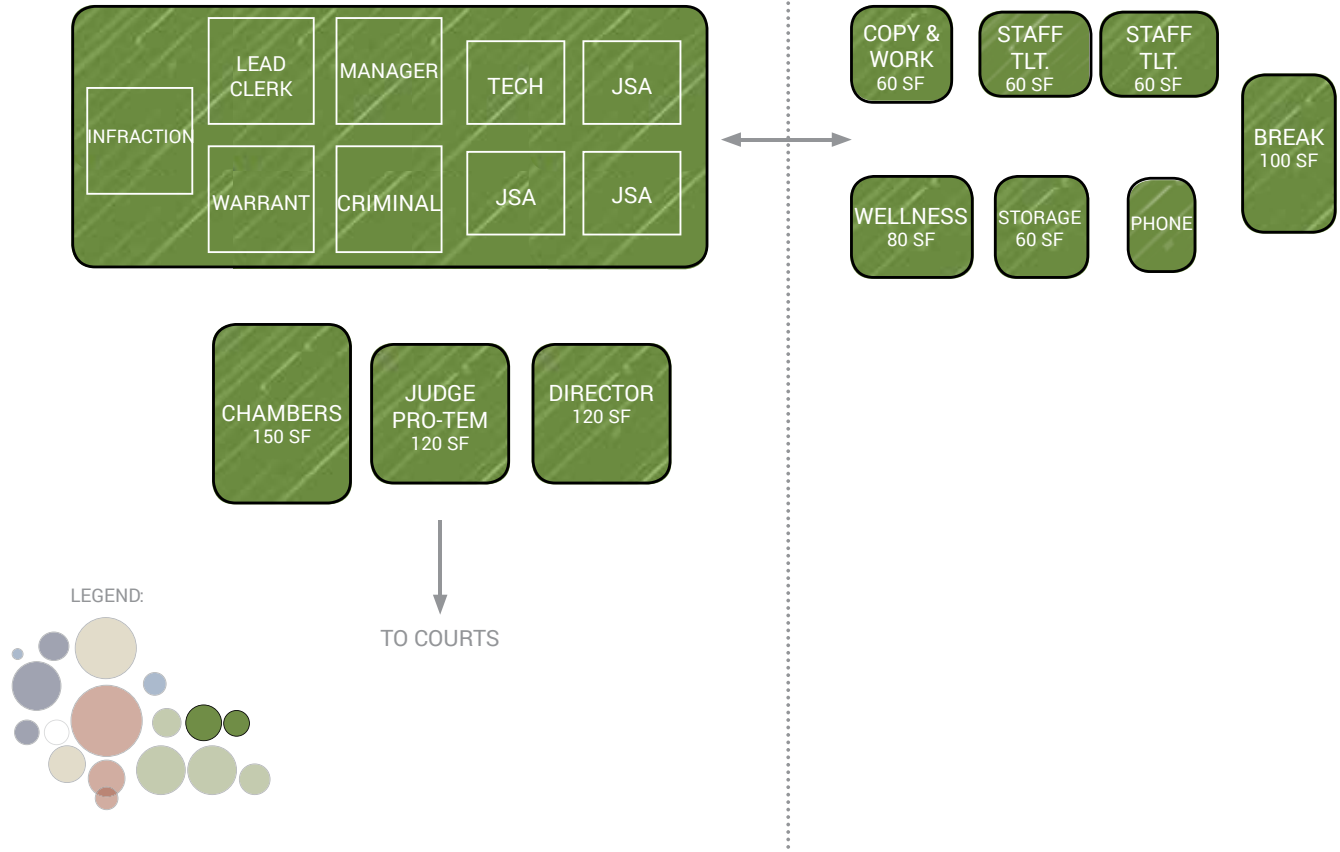 LEAD
CLERK
MANAGER
TECH
JSA
INFRACTION
WARRANT
CRIMINAL
JSA
JSA
COPY &
WORK
60 SF
STAFF
TLT.
60 SF
STAFF
TLT.
60 SF
BREAK
100 SF
WELLNESS
80 SF
STORAGE
60 SF
PHONE
CHAMBERS
150 SF
JUDGE
PRO-TEM
120 SF
DIRECTOR
120 SF
TO COURTS
LEGEND: